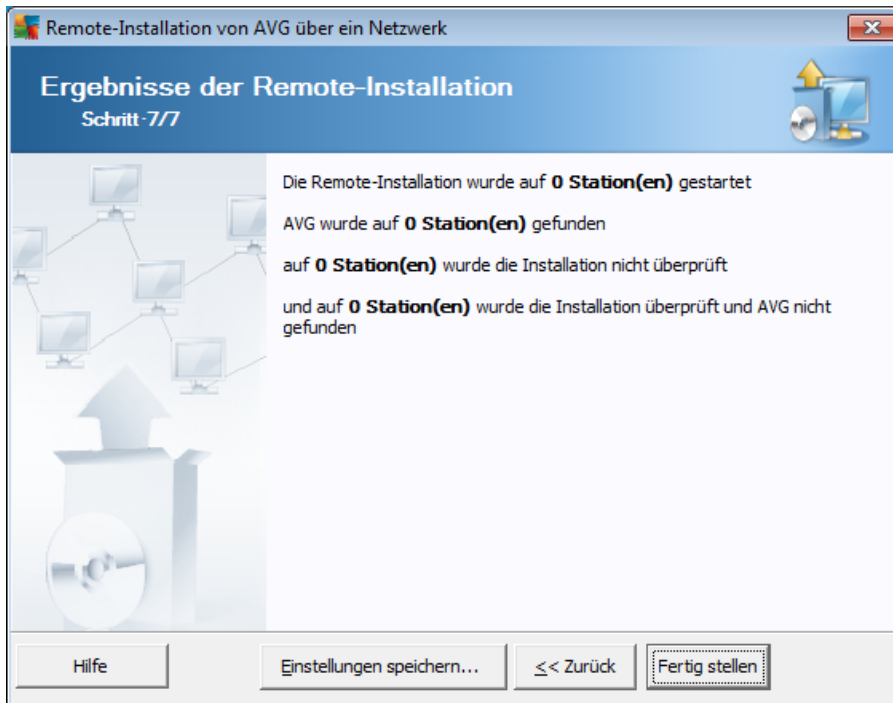 Remote-Installation von AVG über ein Netzwerk
Ergebnisse der Remote-Installation
Schritt-7/7
Die Remote-Installation wurde auf 0 Station(en) gestartet
AVG wurde auf 0 Station(en) gefunden
auf 0 Station(en) wurde die Installation nicht überprüft
und auf 0 Station(en) wurde die Installation überprüft und AVG nicht
gefunden
Hilfe
Einstellungen speichern...
<< Zurück
Fertig stellen